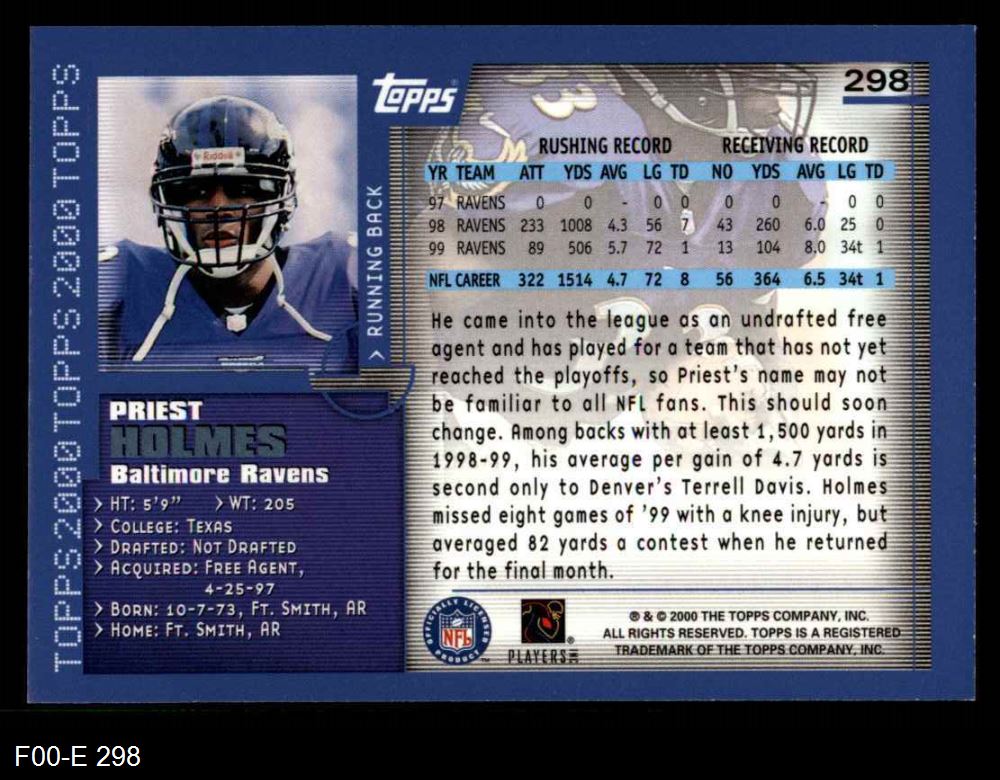 TOPPS2000TOPPS2000TOPPS2000TOPPS
Riddell
RUNNING BACK
PRIEST
HOLMES
Baltimore Ravens
HT: 5'9" WT: 205
COLLEGE: TEXAS
DRAFTED: NOT DRAFTED
ACQUIRED: FREE AGENT,
4-25-97
BORN: 10-7-73, FT. SMITH, AR
HOME: FT. SMITH, AR
Topps
298
RUSHING RECORD RECEIVING RECORD
YR TEAM ATT YDS AVG LG TD NO YDS AVG LG TD
97 RAVENS 0 0 - 0 0 0 0 - 0 0
98 RAVENS 233 1008 4.3 56 7 43 260 6.0 25 0
99 RAVENS 89 506 5.7 72 1 13 104 8.0 34t 1
NFL CAREER 322 1514 4.7 72 8 56 364 6.5 34t 1
He came into the league as an undrafted free
agent and has played for a team that has not yet
reached the playoffs, so Priest's name may not
be familiar to all NFL fans. This should soon
change. Among backs with at least 1,500 yards in
1998-99, his average per gain of 4.7 yards is
second only to Denver's Terrell Davis. Holmes
missed eight games of '99 with a knee injury, but
averaged 82 yards a contest when he returned
for the final month.
OFFICIALLY LICENSED PRODUCT
NFL
™
PLAYERS INC
®
® & © 2000 THE TOPPS COMPANY, INC.
ALL RIGHTS RESERVED. TOPPS IS A REGISTERED
TRADEMARK OF THE TOPPS COMPANY, INC.
F00-E 298